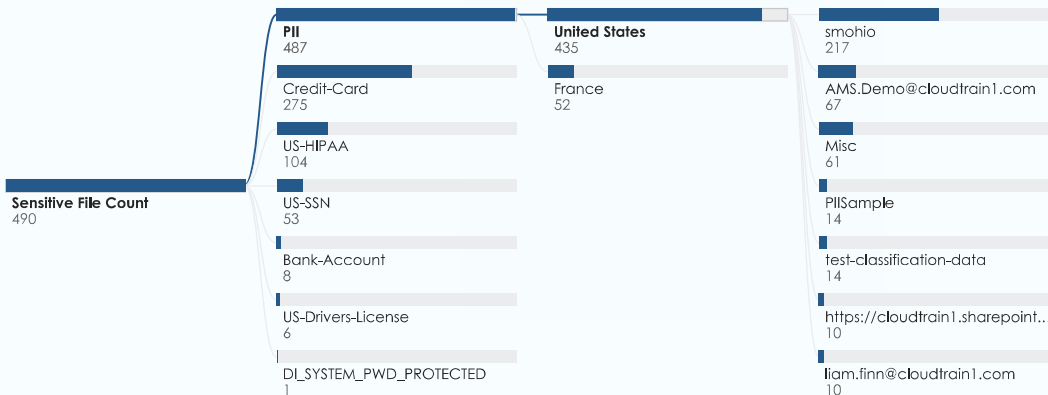 Sensitive File Count
490
PII
487
Credit-Card
275
US-HIPAA
104
US-SSN
53
Bank-Account
8
US-Drivers-License
6
DI_SYSTEM_PWD_PROTECTED
1
United States
435
France
52
smohio
217
AMS.Demo@cloudtrain1.com
67
Misc
61
PIISample
14
test-classification-data
14
https://cloudtrain1.sharepoint...
10
liam.finn@cloudtrain1.com
10